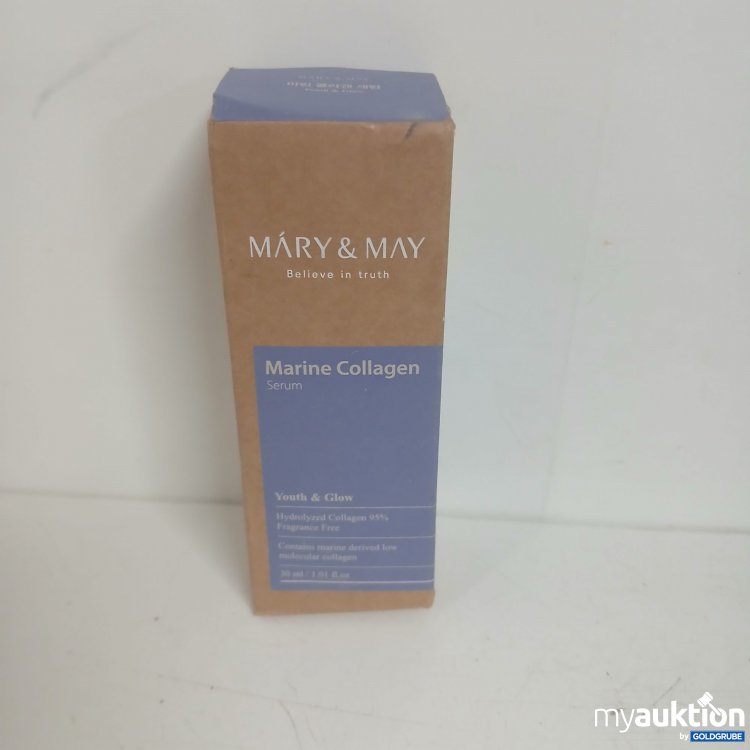 MÁRY & MAY
Believe in truth
Marine Collagen
Serum
Youth & Glow
Hydrolyzed Collagen 95%
Fragrance Free
Contains marine derived low
molecular collagen
30 ml / 1.01 fl.oz
myauktion
by GOLDGRUBE